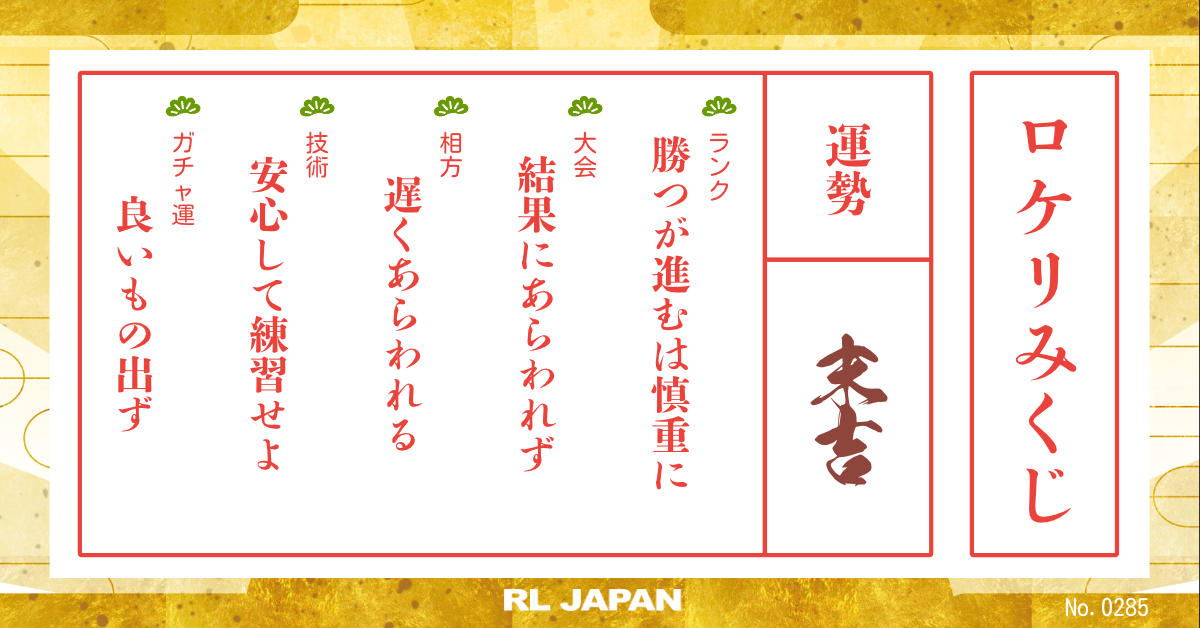 ロケリみくじ
運勢
末吉
ランク
勝つが進むは慎重に
大会
結果にあらわれず
相方
遅くあらわれる
技術
安心して練習せよ
ガチャ運
良いもの出ず
RL JAPAN
No. 0285